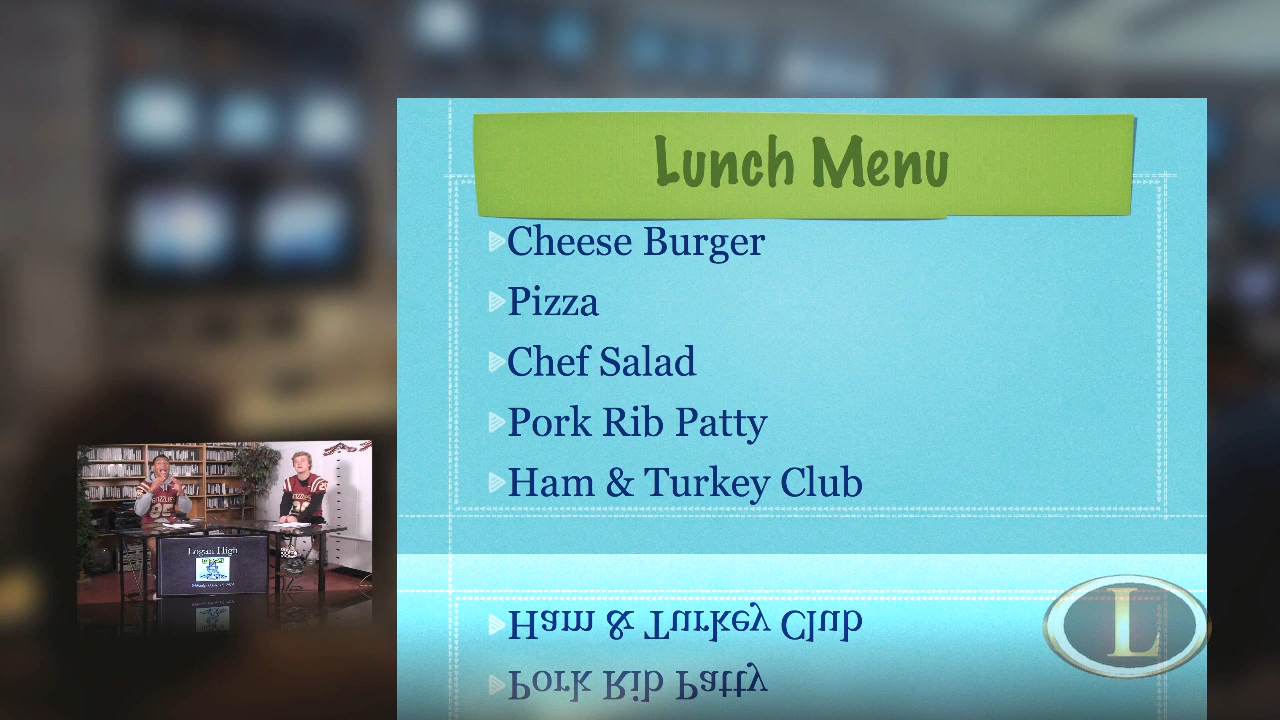 Lunch Menu
Cheese Burger
Pizza
Chef Salad
Pork Rib Patty
Ham & Turkey Club
Ham & Turkey Club
Pork Rib Patty
L
Logan High